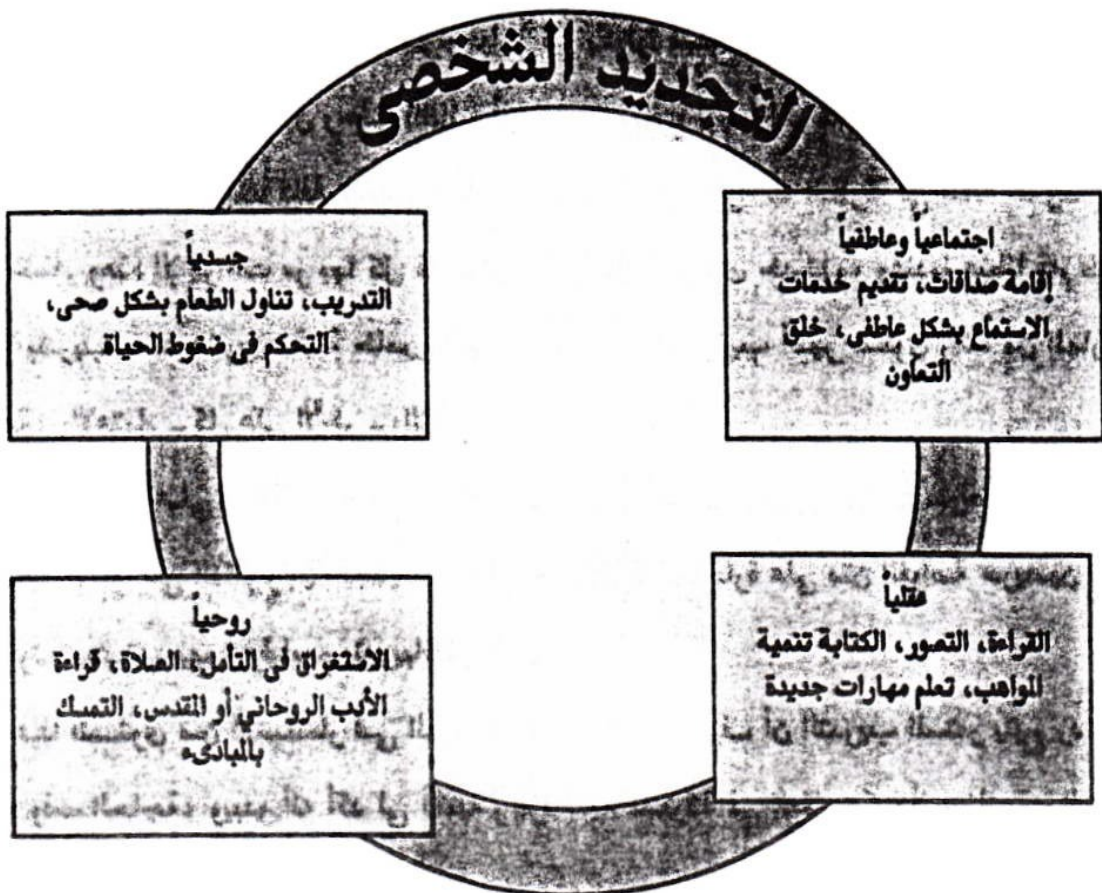 التجديد الشخصى
اجتماعياً وعاطفياً
إقامة صداقات، تقديم خدمات
الاستماع بشكل عاطفى، خلق
التعاون
جسدياً
التدريب، تناول الطعام بشكل صحى،
التحكم فى ضغوط الحياة
عقلياً
القراءة، التصور، الكتابة تنمية
المواهب، تعلم مهارات جديدة
روحياً
الاستغراق فى التأمل، الصلاة، قراءة
الأدب الروحاني أو المقدس، التمسك
بالمبادىء